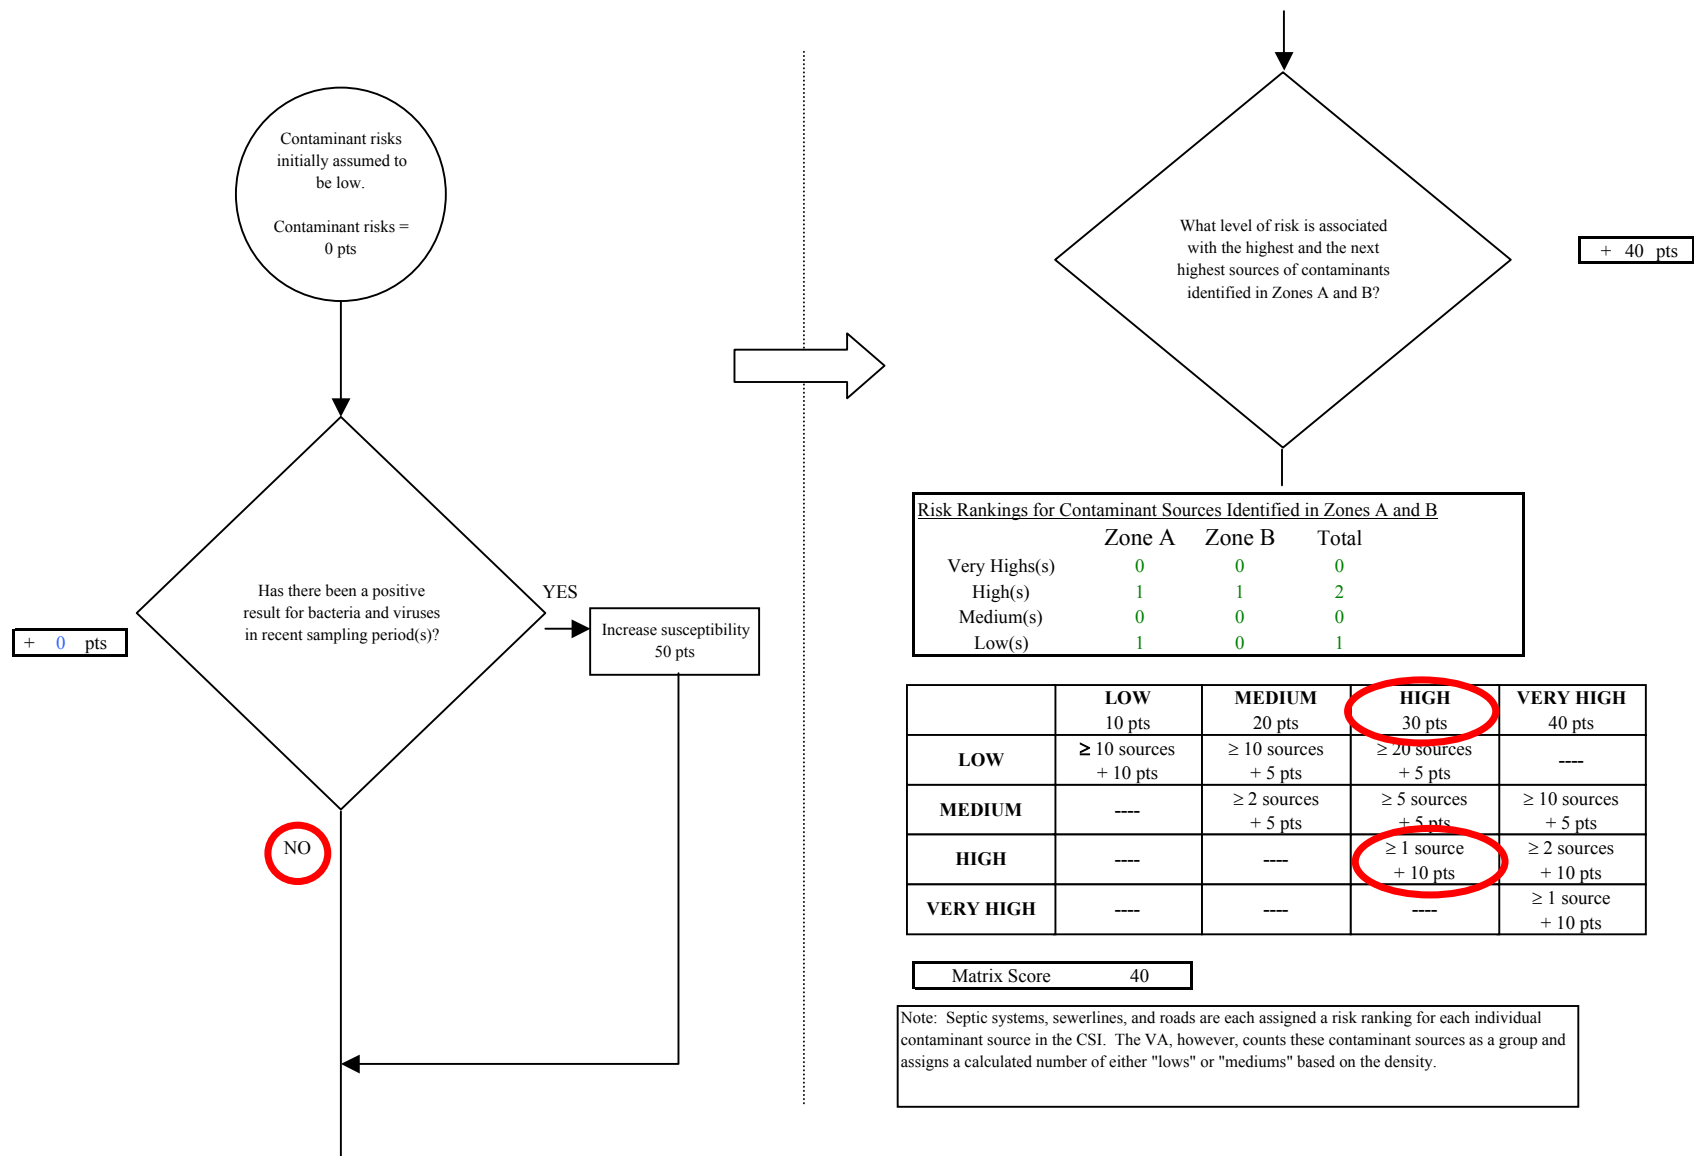 Contaminant risks
initially assumed to
be low.
Contaminant risks =
0 pts
Has there been a positive
result for bacteria and viruses
in recent sampling period(s)?
+ 0 pts
YES
Increase susceptibility
50 pts
NO
What level of risk is associated
with the highest and the next
highest sources of contaminants
identified in Zones A and B?
+ 40 pts
Risk Rankings for Contaminant Sources Identified in Zones A and B
Zone A Zone B Total
Very Highs(s) 0 0 0
High(s) 1 1 2
Medium(s) 0 0 0
Low(s) 1 0 1
LOW MEDIUM HIGH VERY HIGH
10 pts 20 pts 30 pts 40 pts
LOW ≥ 10 sources ≥ 10 sources ≥ 20 sources ----
+ 10 pts + 5 pts + 5 pts
MEDIUM ---- ≥ 2 sources ≥ 5 sources ≥ 10 sources
+ 5 pts + 5 pts + 5 pts
HIGH ---- ---- ≥ 1 source ≥ 2 sources
+ 10 pts + 10 pts
VERY HIGH ---- ---- ---- ≥ 1 source
+ 10 pts
Matrix Score 40
Note: Septic systems, sewerlines, and roads are each assigned a risk ranking for each individual
contaminant source in the CSI. The VA, however, counts these contaminant sources as a group and
assigns a calculated number of either "lows" or "mediums" based on the density.